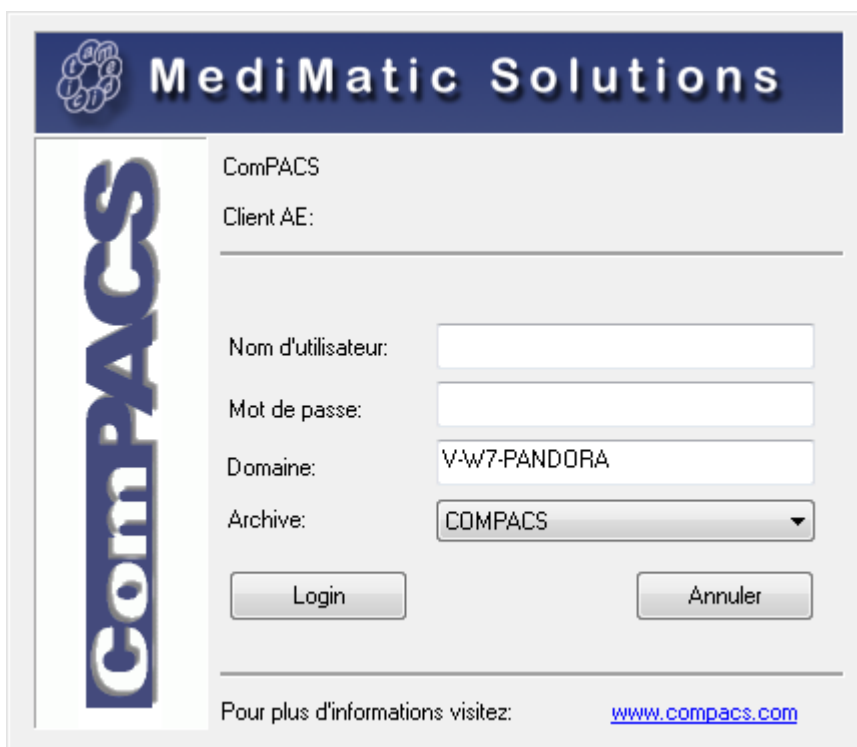 MediMatic Solutions
ComPACS
ComPACS
Client AE:
Nom d'utilisateur:
Mot de passe:
Domaine: V-W7-PANDORA
Archive: COMPACS
Login Annuler
Pour plus d'informations visitez: www.compacs.com